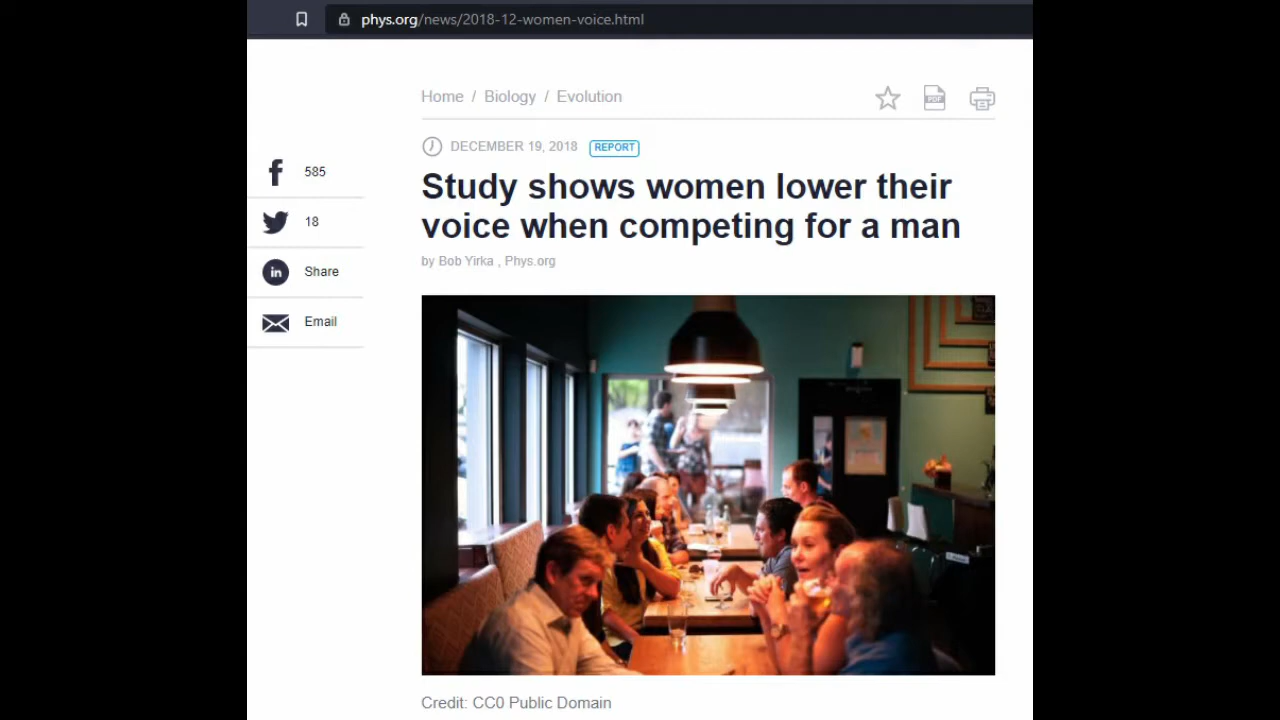 phys.org/news/2018-12-women-voice.html
Home / Biology / Evolution
PDF
DECEMBER 19, 2018 REPORT
585
18
in Share
Email
Study shows women lower their
voice when competing for a man
by Bob Yirka , Phys.org
Credit: CC0 Public Domain